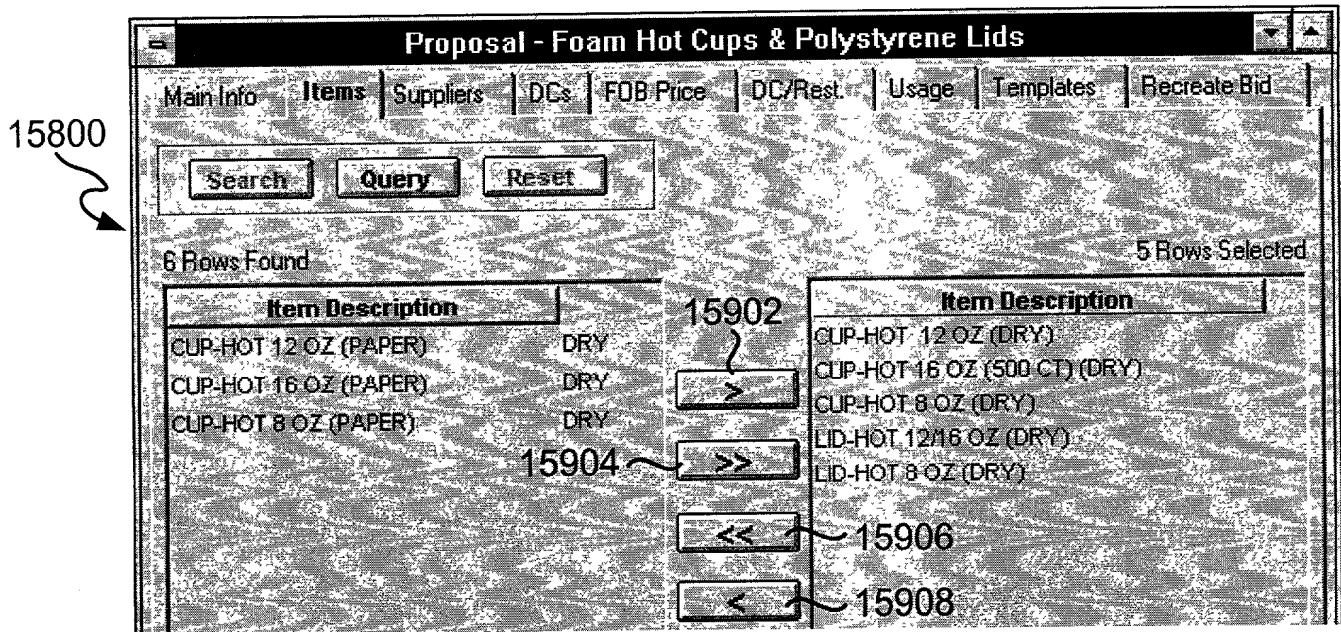 Proposal - Foam Hot Cups & Polystyrene Lids
Main Info Items Suppliers DCs FOB Price DC/Rest. Usage Templates Recreate Bid
15800
Search Query Reset
6 Rows Found
5 Rows Selected
Item Description
CUP-HOT 12 OZ (PAPER) DRY
CUP-HOT 16 OZ (PAPER) DRY
CUP-HOT 8 OZ (PAPER) DRY
15902
>
15904
>>
<<
15906
<
15908
Item Description
CUP-HOT 12 OZ (DRY)
CUP-HOT 16 OZ (500 CT) (DRY)
CUP-HOT 8 OZ (DRY)
LID-HOT 12/16 OZ (DRY)
LID-HOT 8 OZ (DRY)